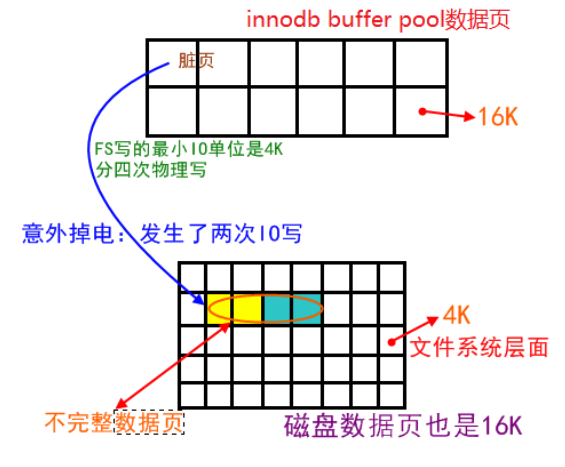 innodb buffer pool数据页
脏页
16K
FS写的最小IO单位是4K
分四次物理写
意外掉电：发生了两次IO写
4K
文件系统层面
不完整数据页
磁盘数据页也是16K